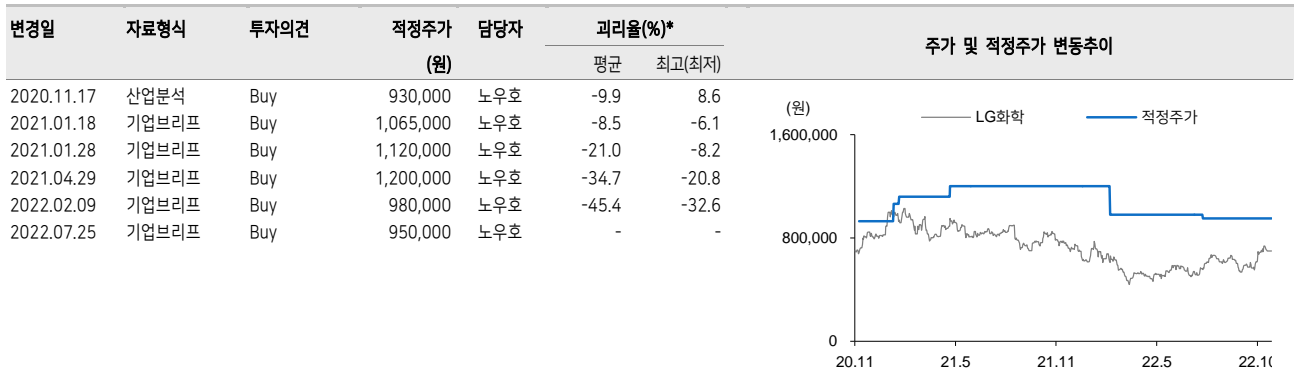 변경일 자료형식 투자의견 적정주가 담당자 괴리율(%)* 주가 및 적정주가 변동추이
(원) 평균 최고(최저)
2020.11.17 산업분석 Buy 930,000 노우호 -9.9 8.6
2021.01.18 기업브리프 Buy 1,065,000 노우호 -8.5 -6.1
2021.01.28 기업브리프 Buy 1,120,000 노우호 -21.0 -8.2
2021.04.29 기업브리프 Buy 1,200,000 노우호 -34.7 -20.8
2022.02.09 기업브리프 Buy 980,000 노우호 -45.4 -32.6
2022.07.25 기업브리프 Buy 950,000 노우호 - -
(원)
LG화학 적정주가
1,600,000
800,000
0
20.11 21.5 21.11 22.5 22.10